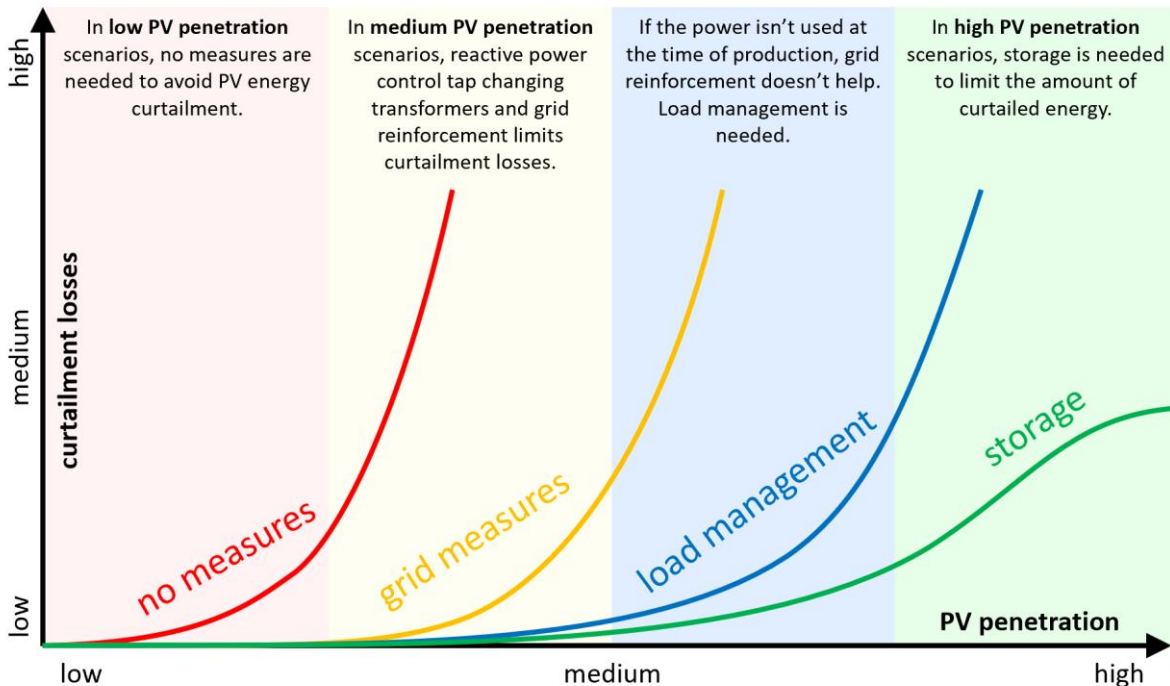 In low PV penetration
scenarios, no measures are
needed to avoid PV energy
curtailment.
In medium PV penetration
scenarios, reactive power
control tap changing
transformers and grid
reinforcement limits
curtailment losses.
If the power isn’t used at
the time of production, grid
reinforcement doesn’t help.
Load management is
needed.
In high PV penetration
scenarios, storage is needed
to limit the amount of
curtailed energy.
high
medium
low
curtailment losses
no measures
grid measures
load management
storage
PV penetration
low
medium
high